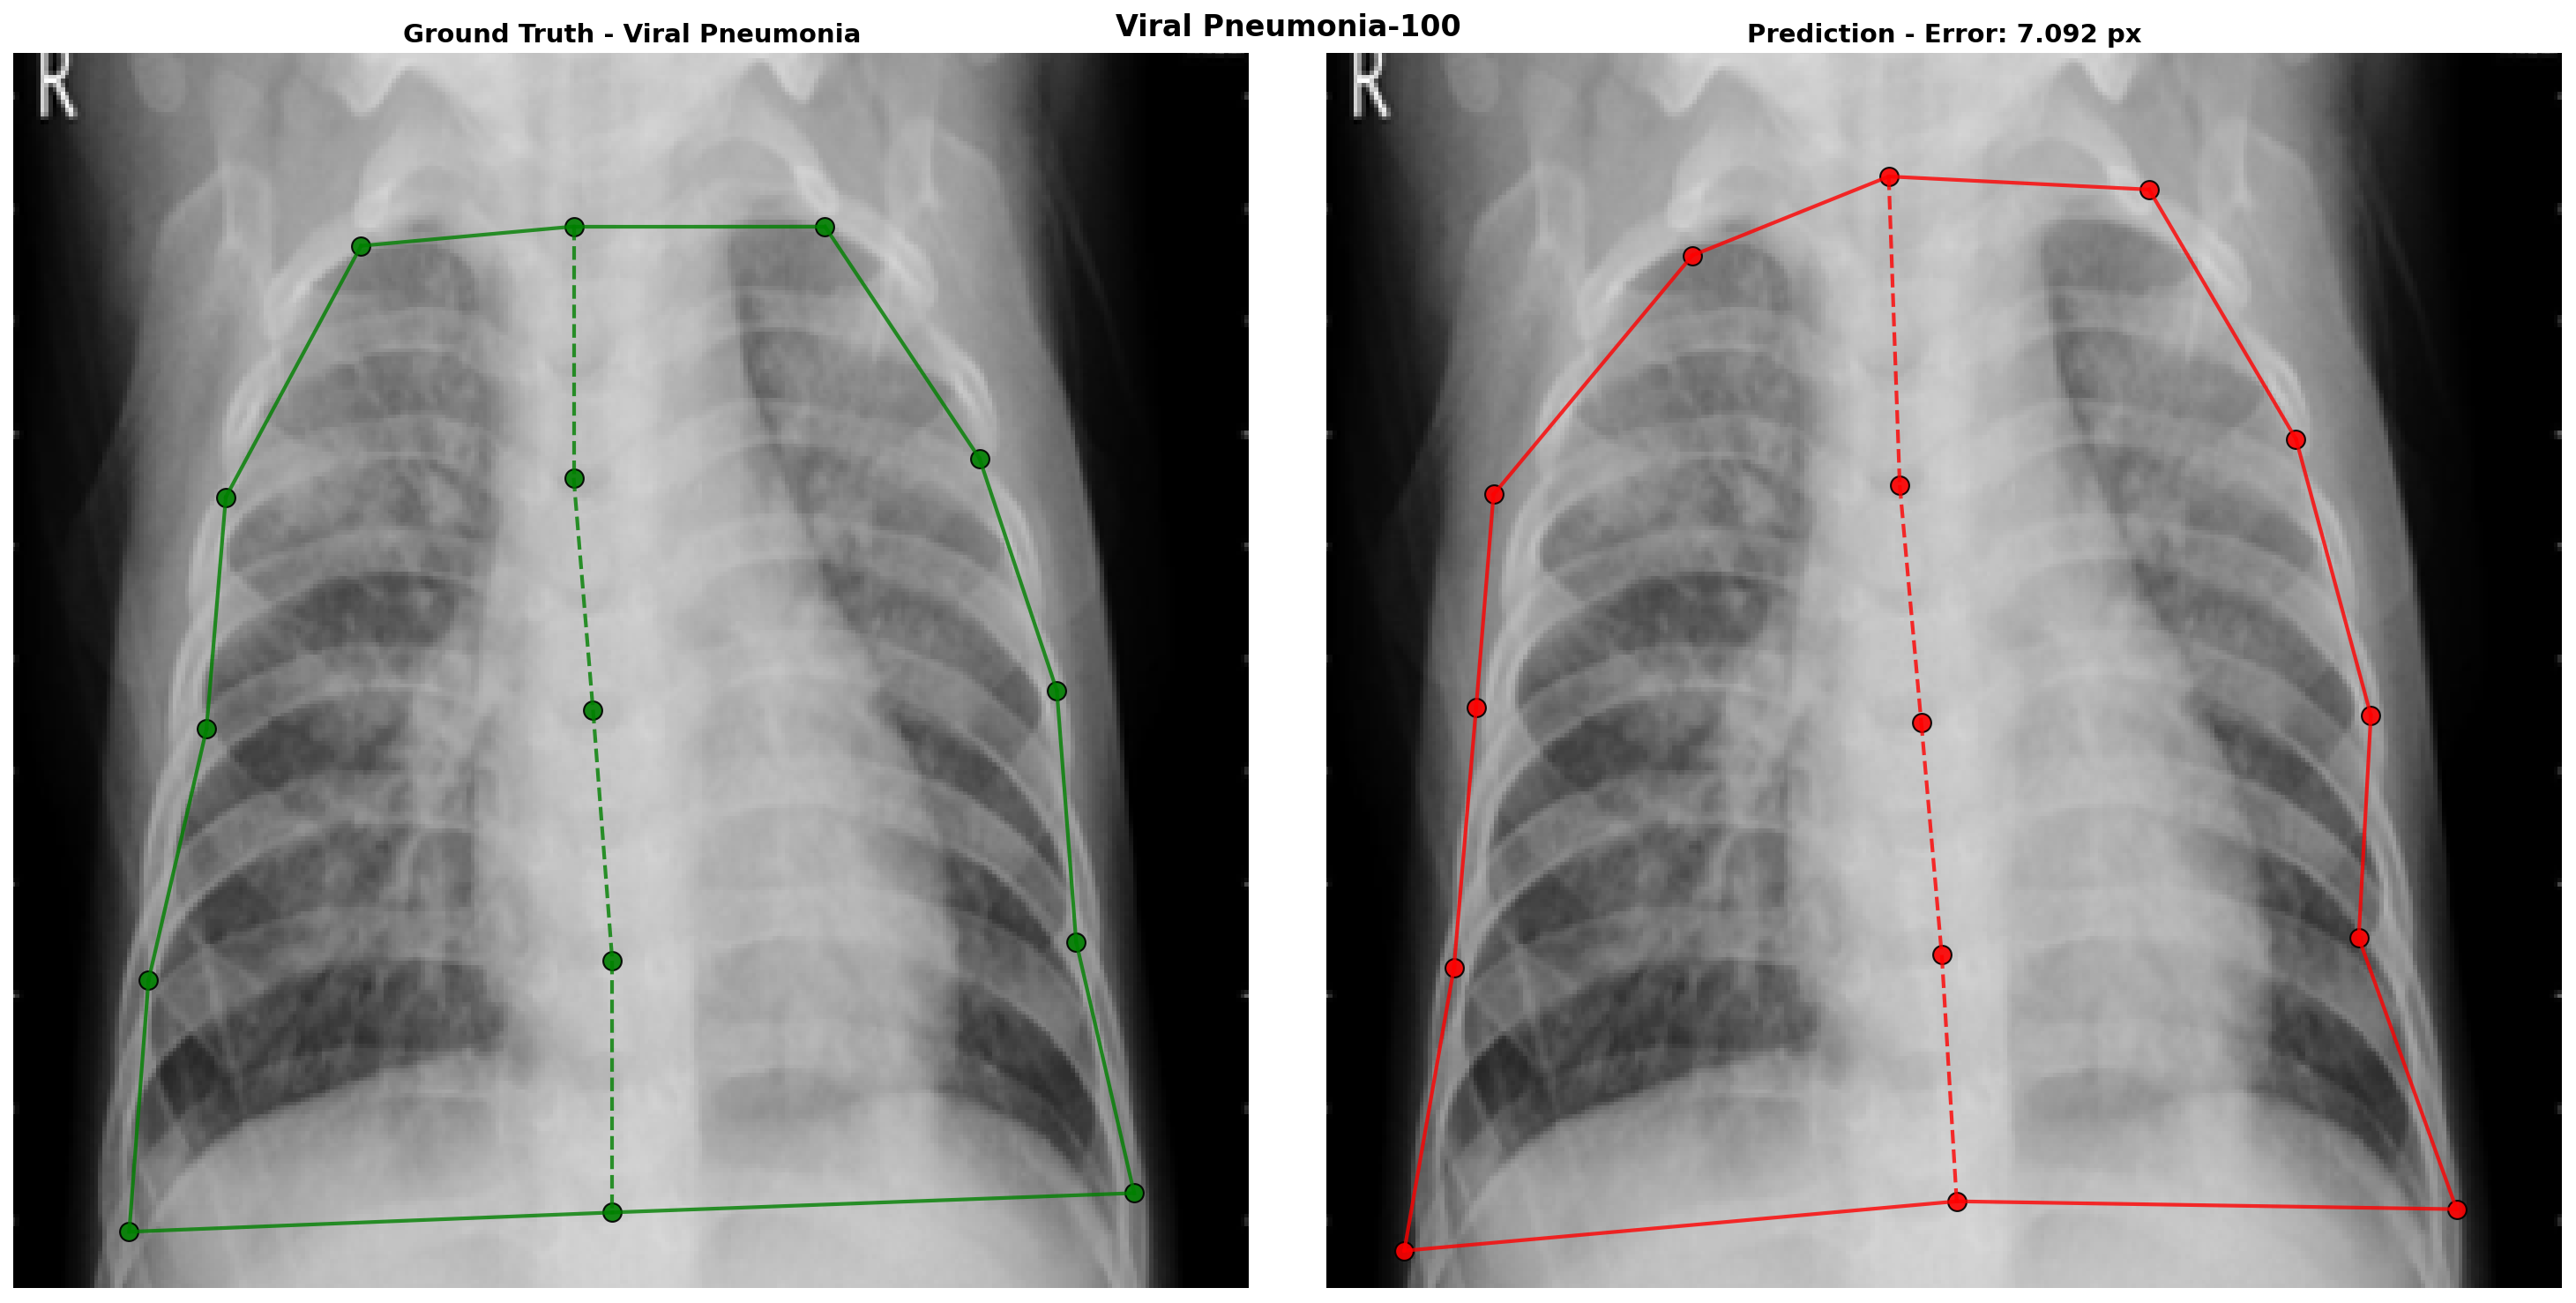 Viral Pneumonia-100
Ground Truth - Viral Pneumonia
Prediction - Error: 7.092 px
R
R